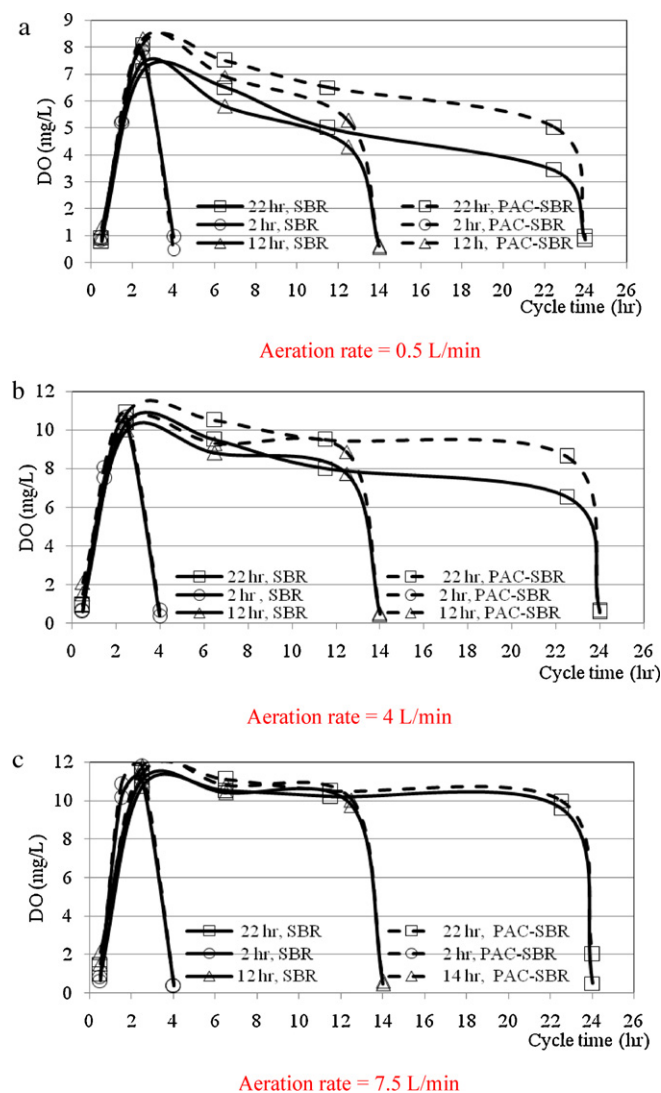 a
9
8
7
6
5
4
3
2
1
0
DO (mg/L)
22 hr, SBR
22 hr, PAC-SBR
2 hr, SBR
2 hr, PAC-SBR
12 hr, SBR
12 h, PAC-SBR
0 2 4 6 8 10 12 14 16 18 20 22 24 26
Cycle time (hr)
Aeration rate = 0.5 L/min
b
12
10
8
6
4
2
0
DO (mg/L)
22 hr, SBR
22 hr, PAC-SBR
2 hr, SBR
2 hr, PAC-SBR
12 hr, SBR
12 hr, PAC-SBR
0 2 4 6 8 10 12 14 16 18 20 22 24 26
Cycle time (hr)
Aeration rate = 4 L/min
c
12
10
8
6
4
2
0
DO (mg/L)
22 hr, SBR
22 hr, PAC-SBR
2 hr, SBR
2 hr, PAC-SBR
12 hr, SBR
14 hr, PAC-SBR
0 2 4 6 8 10 12 14 16 18 20 22 24 26
Cycle time (hr)
Aeration rate = 7.5 L/min